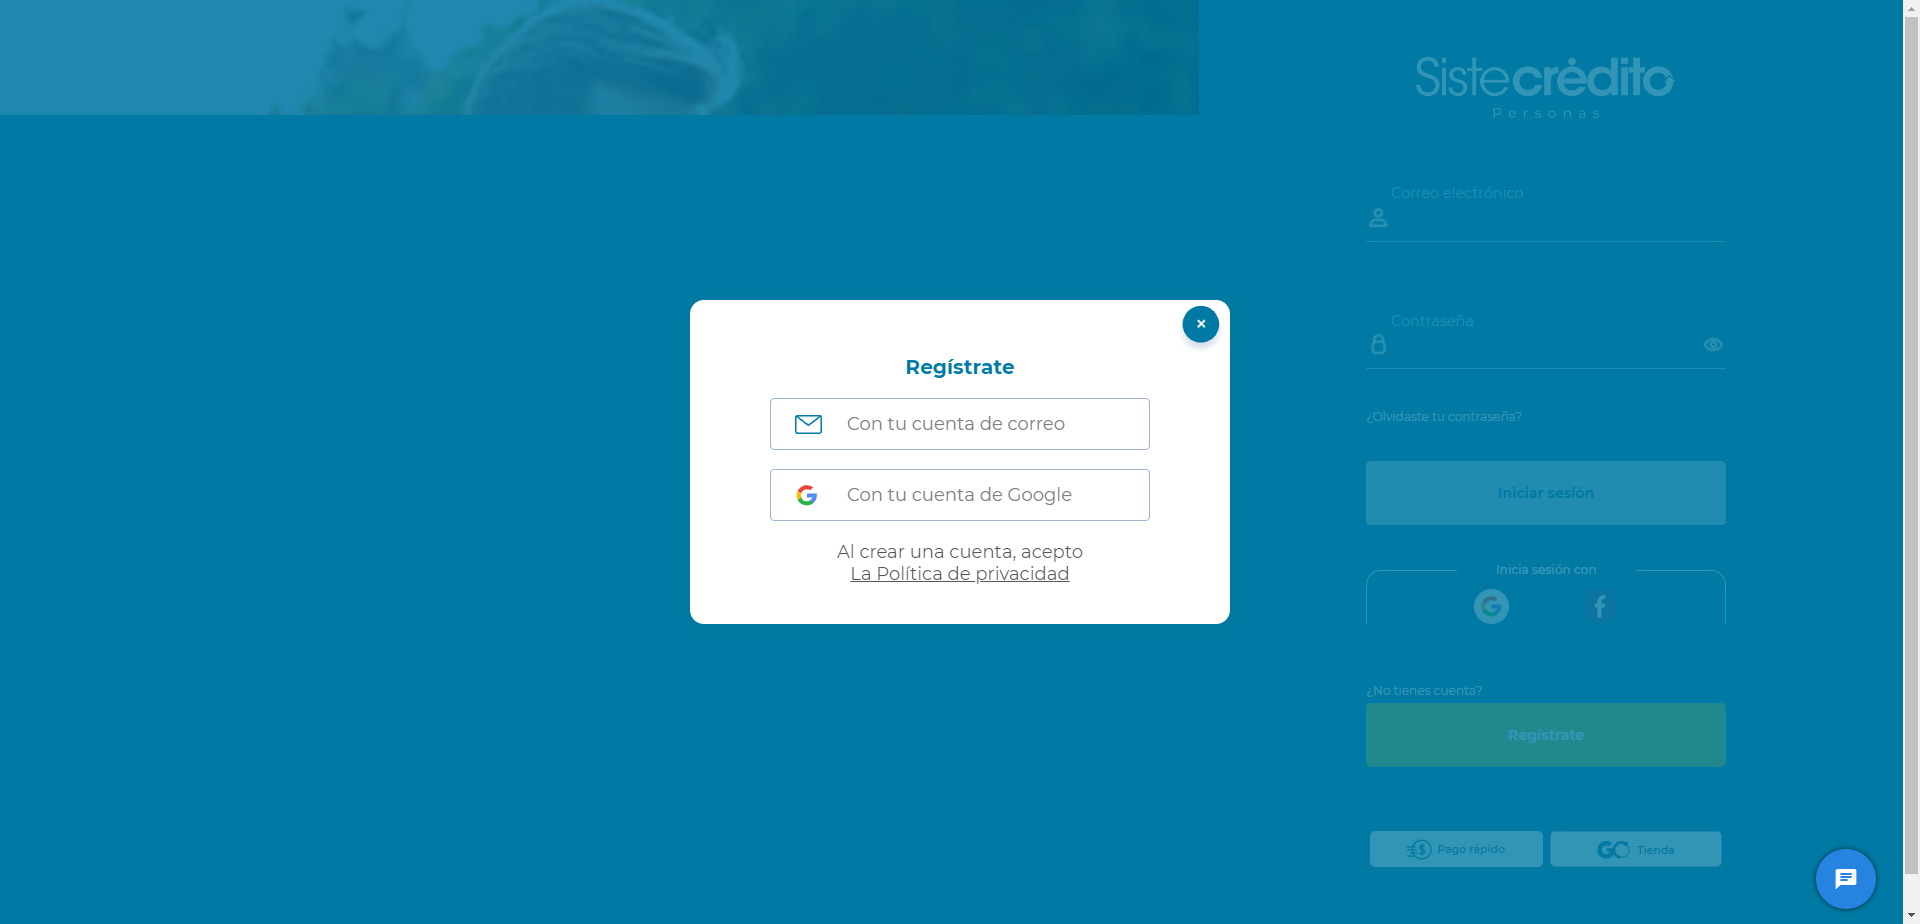 Sistecrédito
Personas
Correo electrónico
Contraseña
¿Olvidaste tu contraseña?
Iniciar sesión
Inicia sesión con
¿No tienes cuenta?
Regístrate
Pago rápido
GO Tienda
×
Regístrate
Con tu cuenta de correo
Con tu cuenta de Google
Al crear una cuenta, acepto
La Política de privacidad